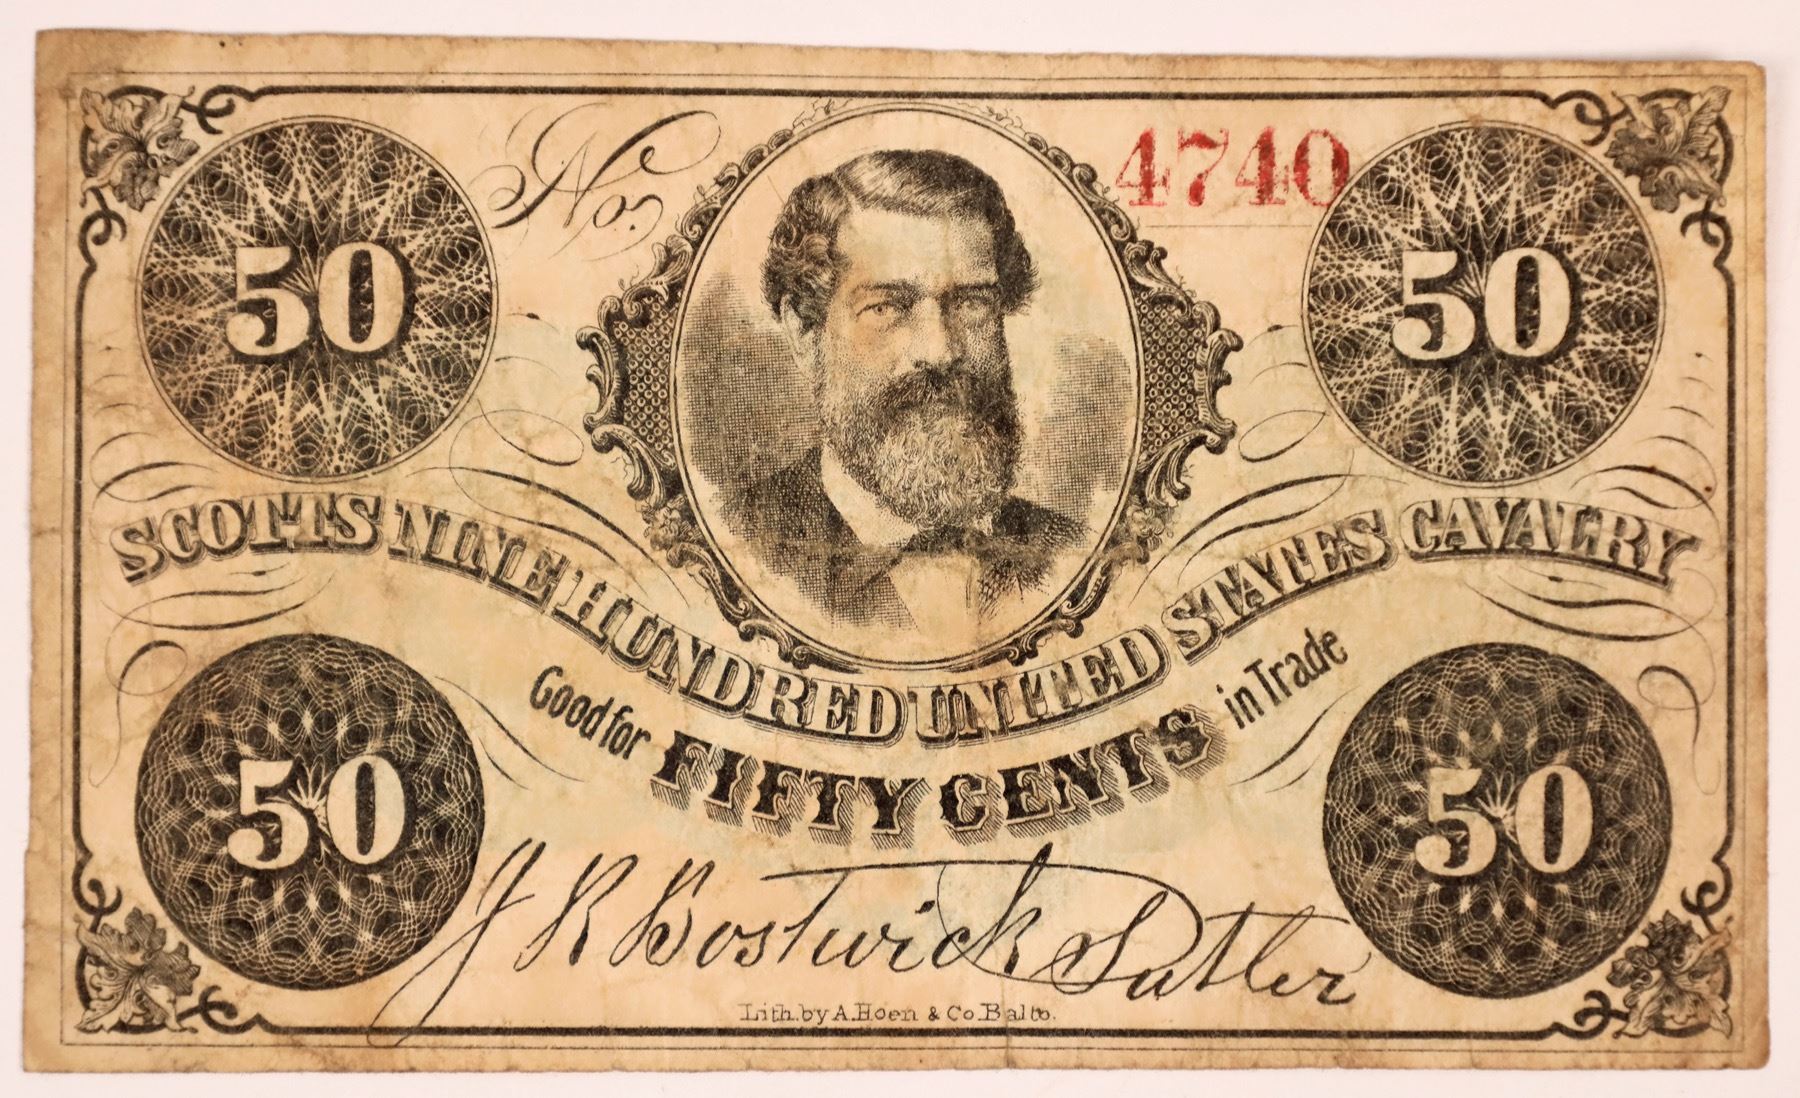 No. 4740
50 50
SCOTTS NINE HUNDRED UNITED STATES CAVALRY
Good for FIFTY CENTS in Trade
50 50
J R Bostwick Sutler
Lith. by A. Hoen & Co. Balto.